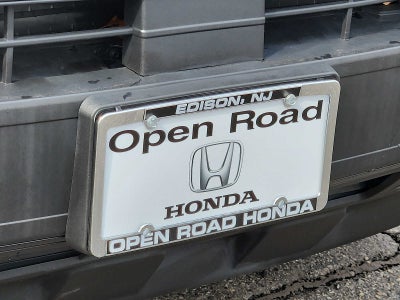 EDISON, NJ
Open Road
HONDA
OPEN ROAD HONDA